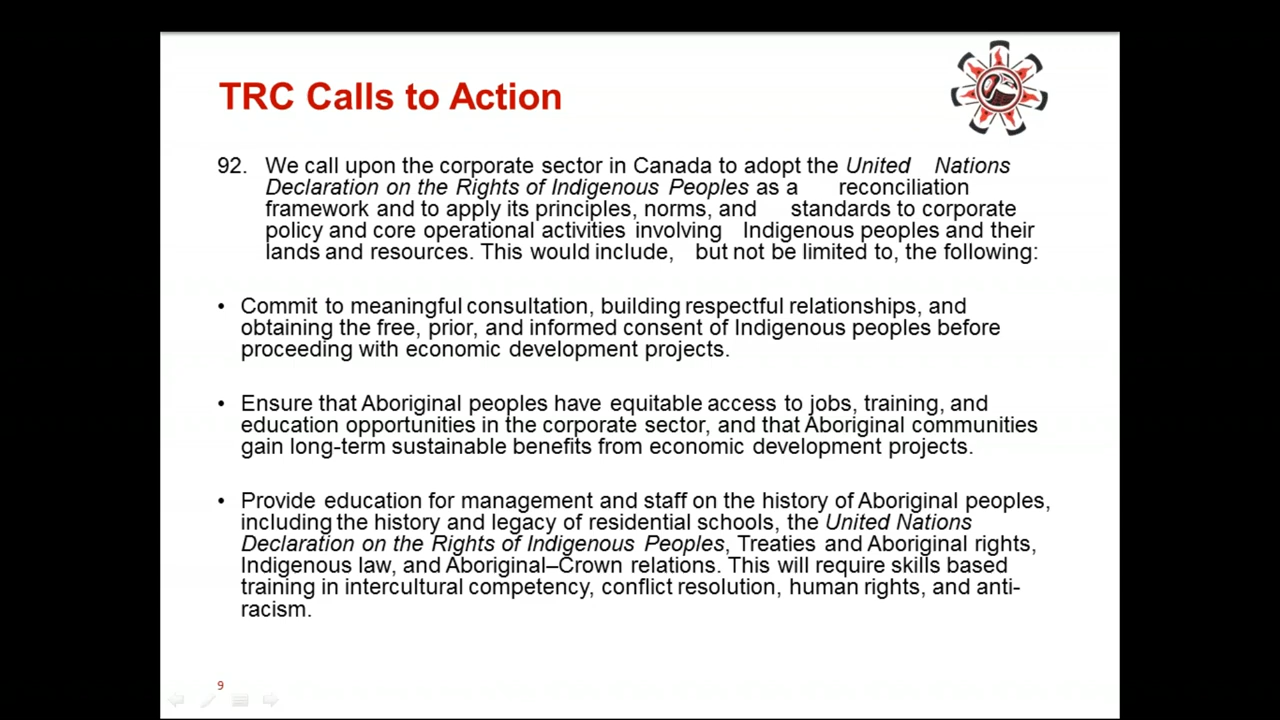 TRC Calls to Action
92. We call upon the corporate sector in Canada to adopt the United Nations
Declaration on the Rights of Indigenous Peoples as a reconciliation
framework and to apply its principles, norms, and standards to corporate
policy and core operational activities involving Indigenous peoples and their
lands and resources. This would include, but not be limited to, the following:
• Commit to meaningful consultation, building respectful relationships, and
obtaining the free, prior, and informed consent of Indigenous peoples before
proceeding with economic development projects.
• Ensure that Aboriginal peoples have equitable access to jobs, training, and
education opportunities in the corporate sector, and that Aboriginal communities
gain long-term sustainable benefits from economic development projects.
• Provide education for management and staff on the history of Aboriginal peoples,
including the history and legacy of residential schools, the United Nations
Declaration on the Rights of Indigenous Peoples, Treaties and Aboriginal rights,
Indigenous law, and Aboriginal–Crown relations. This will require skills based
training in intercultural competency, conflict resolution, human rights, and anti-
racism.
9